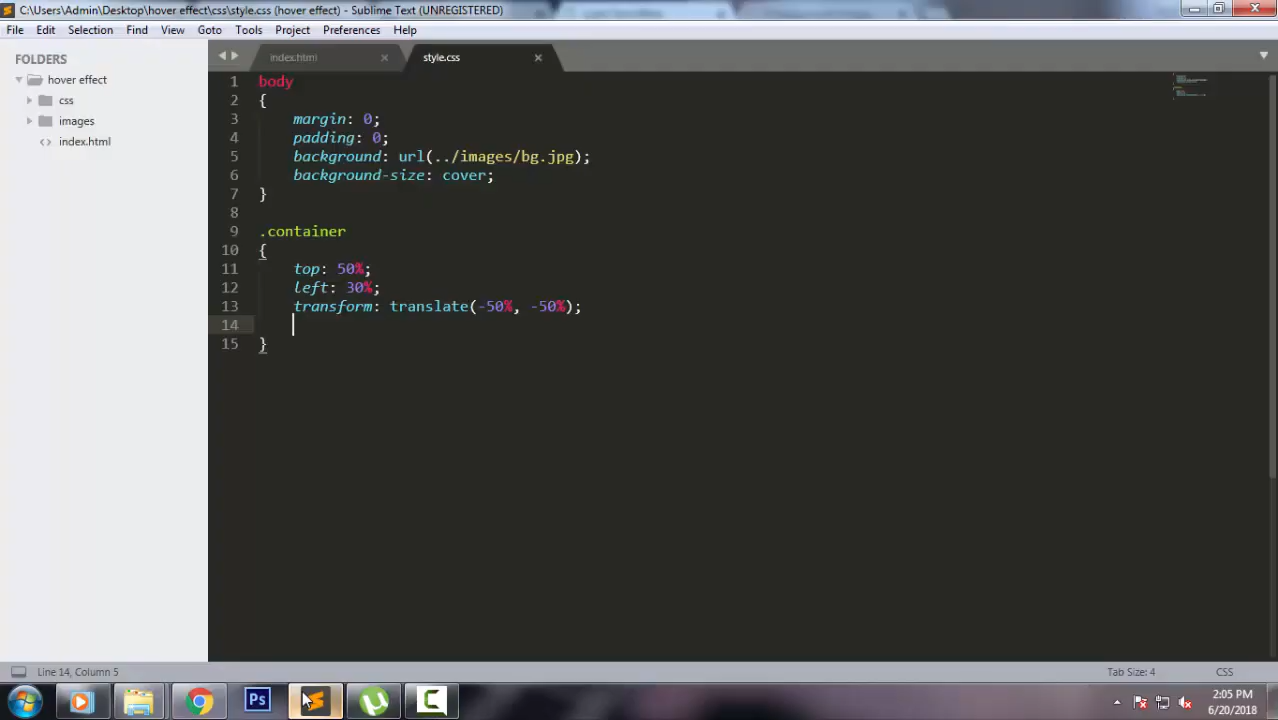 C:\Users\Admin\Desktop\hover effect\css\style.css (hover effect) - Sublime Text (UNREGISTERED)
File Edit Selection Find View Goto Tools Project Preferences Help
FOLDERS
hover effect
css
images
index.html
index.html style.css
1 body
2 {
3 margin: 0;
4 padding: 0;
5 background: url(../images/bg.jpg);
6 background-size: cover;
7 }
8
9 .container
10 {
11 top: 50%;
12 left: 30%;
13 transform: translate(-50%, -50%);
14
15 }
Line 14, Column 5 Tab Size: 4 CSS
Ps
2:05 PM
6/20/2018